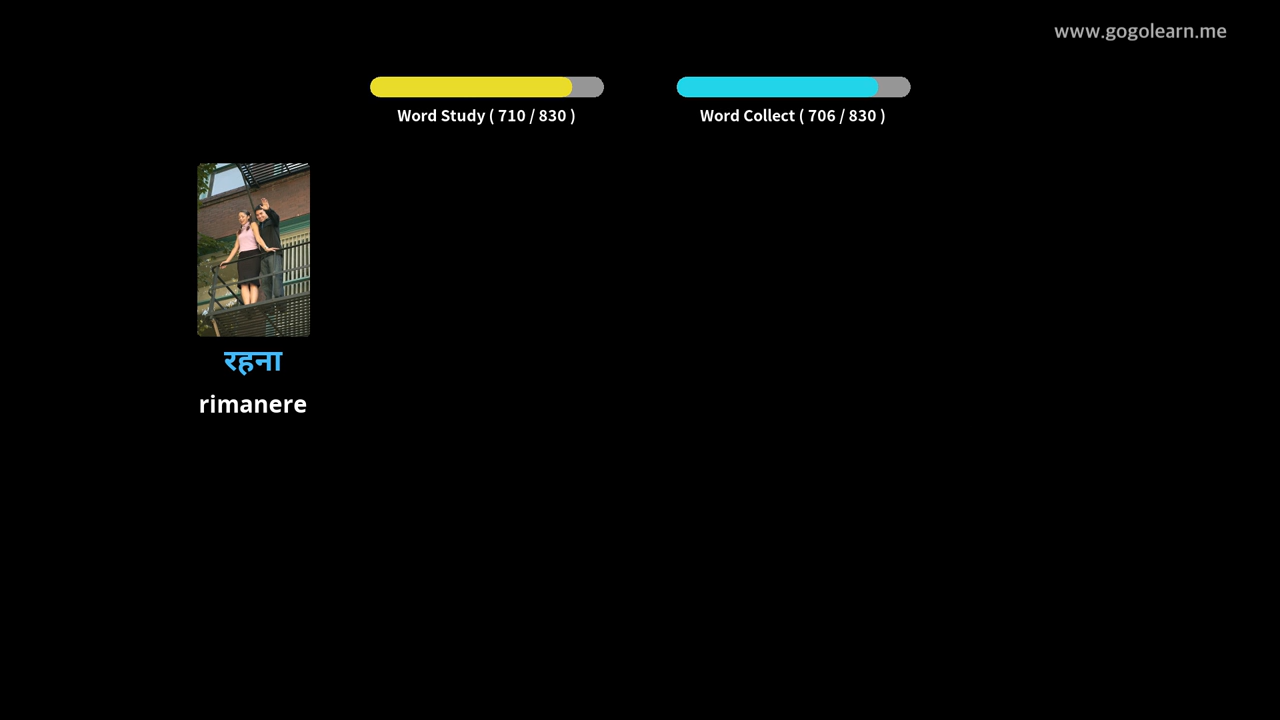 www.gogolearn.me
Word Study ( 710 / 830 )
Word Collect ( 706 / 830 )
रहना
rimanere